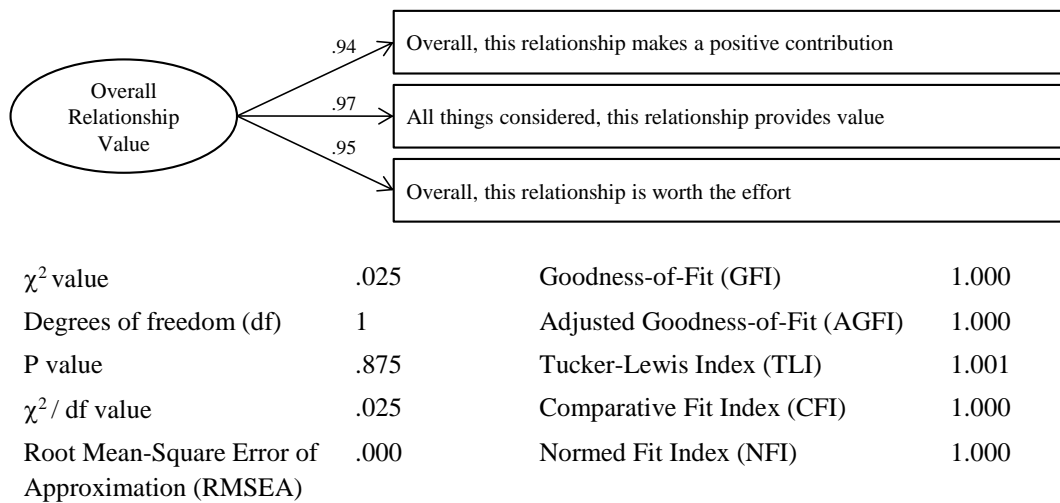 Overall
Relationship
Value
.94
.97
.95
Overall, this relationship makes a positive contribution
All things considered, this relationship provides value
Overall, this relationship is worth the effort
χ² value .025 Goodness-of-Fit (GFI) 1.000
Degrees of freedom (df) 1 Adjusted Goodness-of-Fit (AGFI) 1.000
P value .875 Tucker-Lewis Index (TLI) 1.001
χ² / df value .025 Comparative Fit Index (CFI) 1.000
Root Mean-Square Error of .000 Normed Fit Index (NFI) 1.000
Approximation (RMSEA)